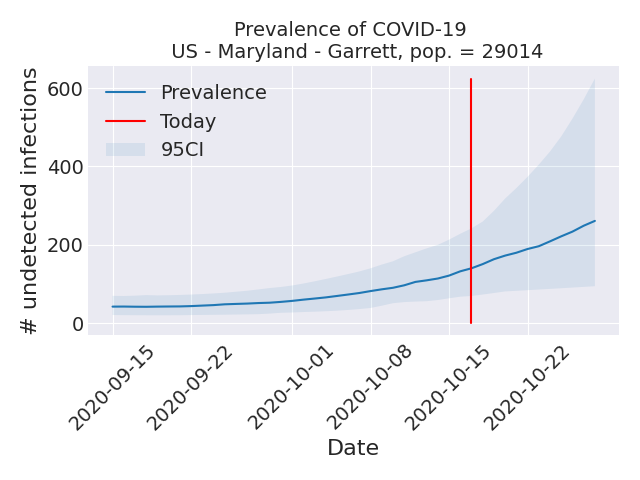 Prevalence of COVID-19
US - Maryland - Garrett, pop. = 29014
# undetected infections
600
400
200
0
Prevalence
Today
95CI
2020-09-15
2020-09-22
2020-10-01
2020-10-08
2020-10-15
2020-10-22
Date